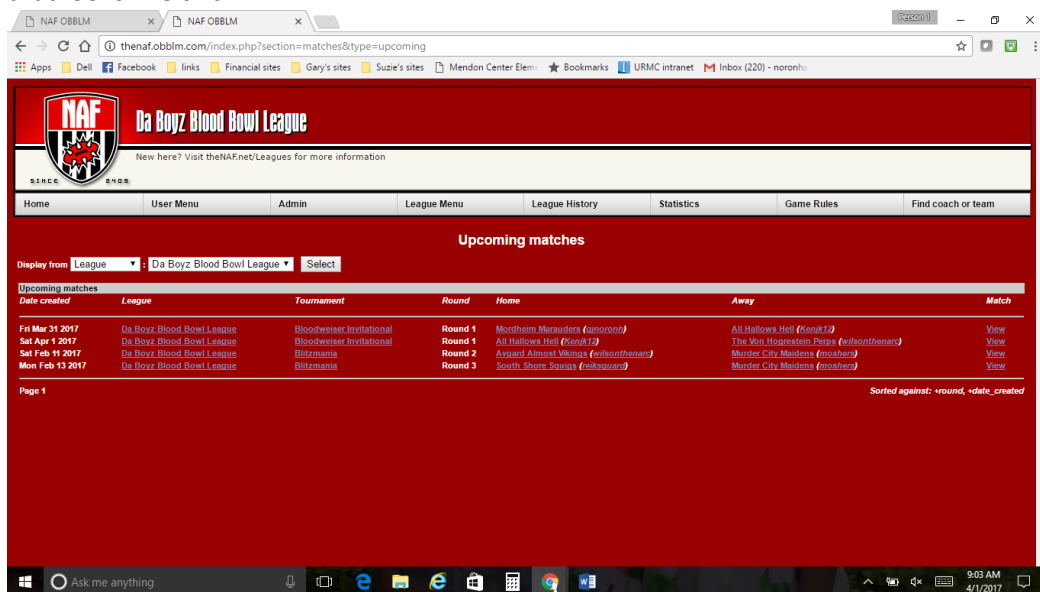 NAF OBBLM
NAF OBBLM
Person 1
thenaf.obblm.com/index.php?section=matches&type=upcoming
Apps Dell Facebook links Financial sites Gary's sites Suzie's sites Mendon Center Eleme Bookmarks URMC intranet Inbox (220) - noronha
NAF
SINCE 2409
Da Boyz Blood Bowl League
New here? Visit theNAF.net/Leagues for more information
Home User Menu Admin League Menu League History Statistics Game Rules Find coach or team
Upcoming matches
Display from League : Da Boyz Blood Bowl League Select
Upcoming matches
Date created League Tournament Round Home Away Match
Fri Mar 31 2017 Da Boyz Blood Bowl League Bloodweiser Invitational Round 1 Mordheim Marauders (gjnoronh) All Hallows Hell (Kenjk12) View
Sat Apr 1 2017 Da Boyz Blood Bowl League Bloodweiser Invitational Round 1 All Hallows Hell (Kenjk12) The Von Hogrestein Perps (wilsonthenarc) View
Sat Feb 11 2017 Da Boyz Blood Bowl League Blitzmania Round 2 Avgard Almost Vikings (wilsonthenarc) Murder City Maidens (moshers) View
Mon Feb 13 2017 Da Boyz Blood Bowl League Blitzmania Round 3 South Shore Squigs (reiksguard) Murder City Maidens (moshers) View
Page 1 Sorted against: +round, +date_created
Ask me anything
9:03 AM
4/1/2017